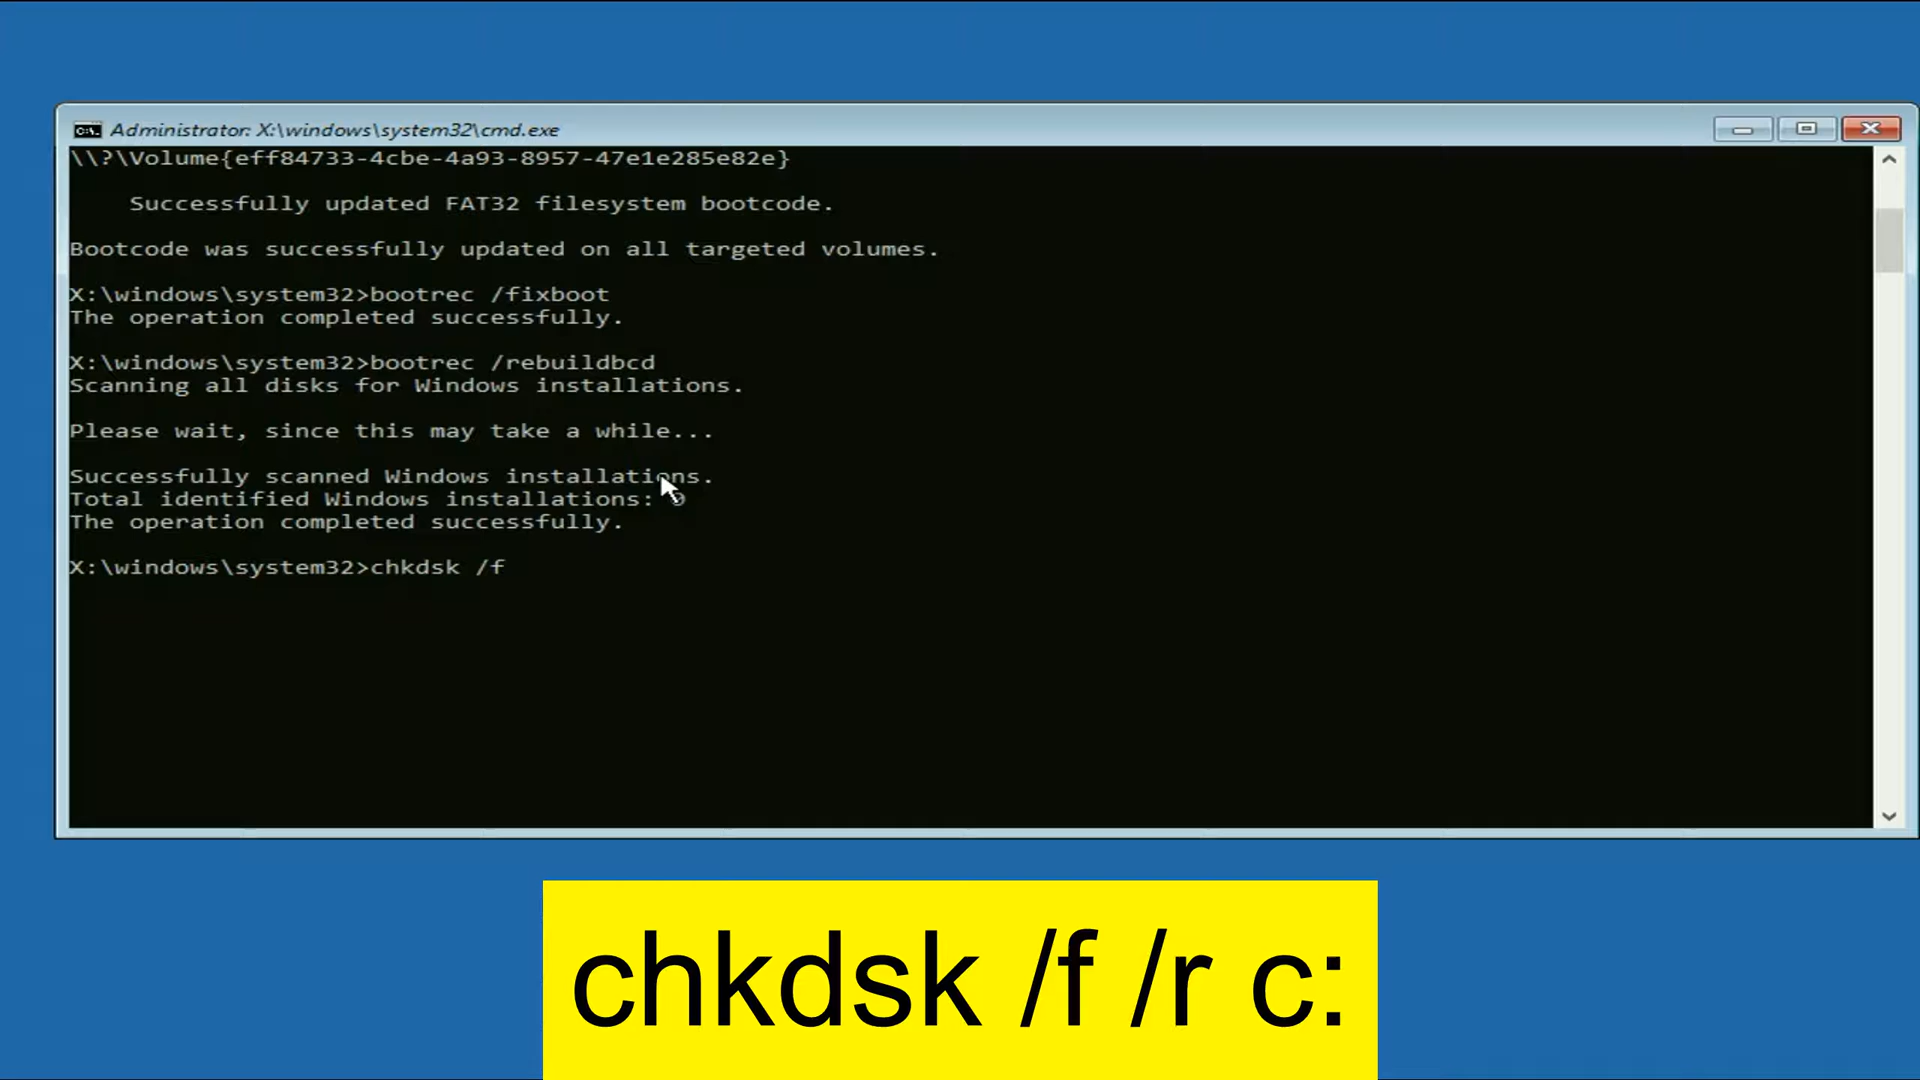 Administrator: X:\windows\system32\cmd.exe
\\?\Volume{eff84733-4cbe-4a93-8957-47e1e285e82e}
Successfully updated FAT32 filesystem bootcode.
Bootcode was successfully updated on all targeted volumes.
X:\windows\system32>bootrec /fixboot
The operation completed successfully.
X:\windows\system32>bootrec /rebuildbcd
Scanning all disks for Windows installations.
Please wait, since this may take a while...
Successfully scanned Windows installations.
Total identified Windows installations:
The operation completed successfully.
X:\windows\system32>chkdsk /f
chkdsk /f /r c: